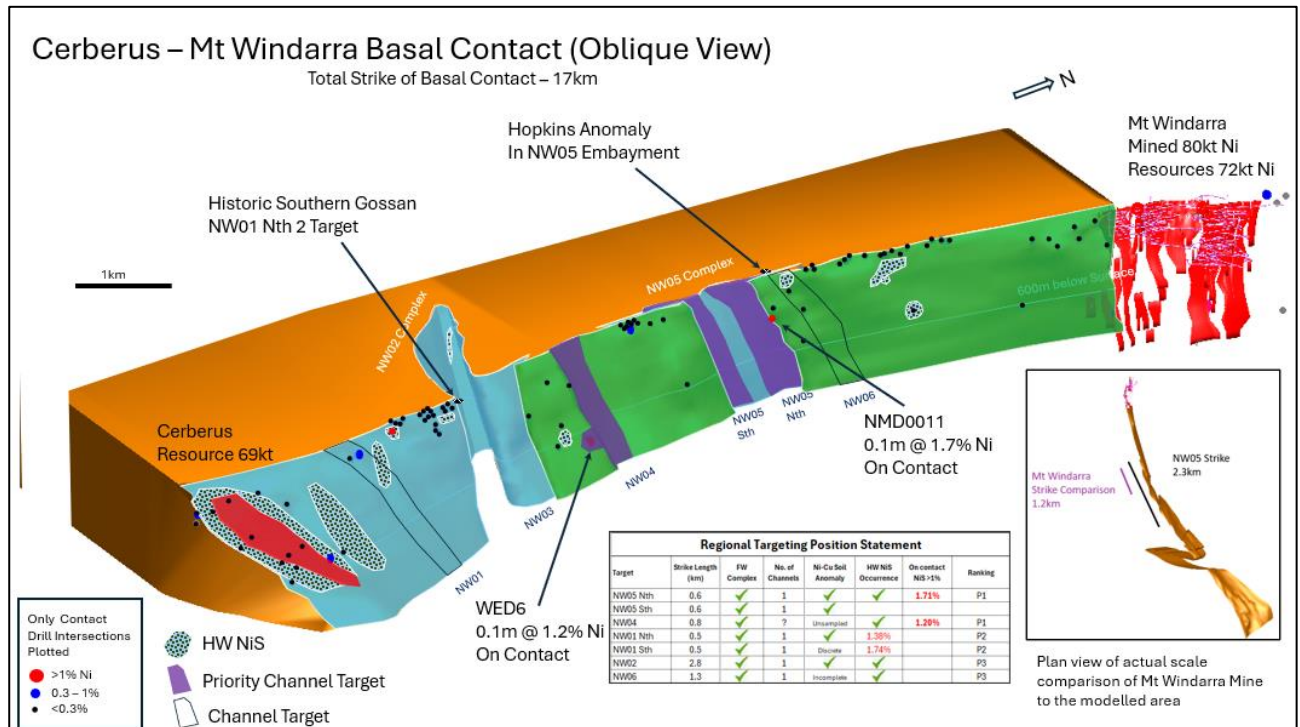 Cerberus – Mt Windarra Basal Contact (Oblique View)
Total Strike of Basal Contact – 17km
N
Hopkins Anomaly
In NW05 Embayment
Mt Windarra
Mined 80kt Ni
Resources 72kt Ni
Historic Southern Gossan
NW01 Nth 2 Target
1km
NW02 Complex
NW05 Complex
600m below Surface
Cerberus
Resource 69kt
NW01
NW03
NW04
NW05
Sth
NW05
Nth
NW06
NMD0011
0.1m @ 1.7% Ni
On Contact
WED6
0.1m @ 1.2% Ni
On Contact
Only Contact
Drill Intersections
Plotted
>1% Ni
0.3 – 1%
<0.3%
HW NiS
Priority Channel Target
Channel Target
Regional Targeting Position Statement
Target Strike Length (km) FW Complex No. of Channels Ni-Cu Soil Anomaly HW NiS Occurrence On contact NiS >1% Ranking
NW05 Nth 0.6 ✓ 1 ✓ ✓ 1.71% P1
NW05 Sth 0.6 ✓ 1 ✓
NW04 0.8 ✓ ? Unsampled ✓ 1.20% P1
NW01 Nth 0.5 ✓ 1 ✓ 1.38% P2
NW01 Sth 0.5 ✓ 1 Discrete 1.74% P2
NW02 2.8 ✓ 1 ✓ ✓ P3
NW06 1.3 ✓ 1 Incomplete ✓ P3
NW05 Strike
2.3km
Mt Windarra
Strike Comparison
1.2km
Plan view of actual scale
comparison of Mt Windarra Mine
to the modelled area